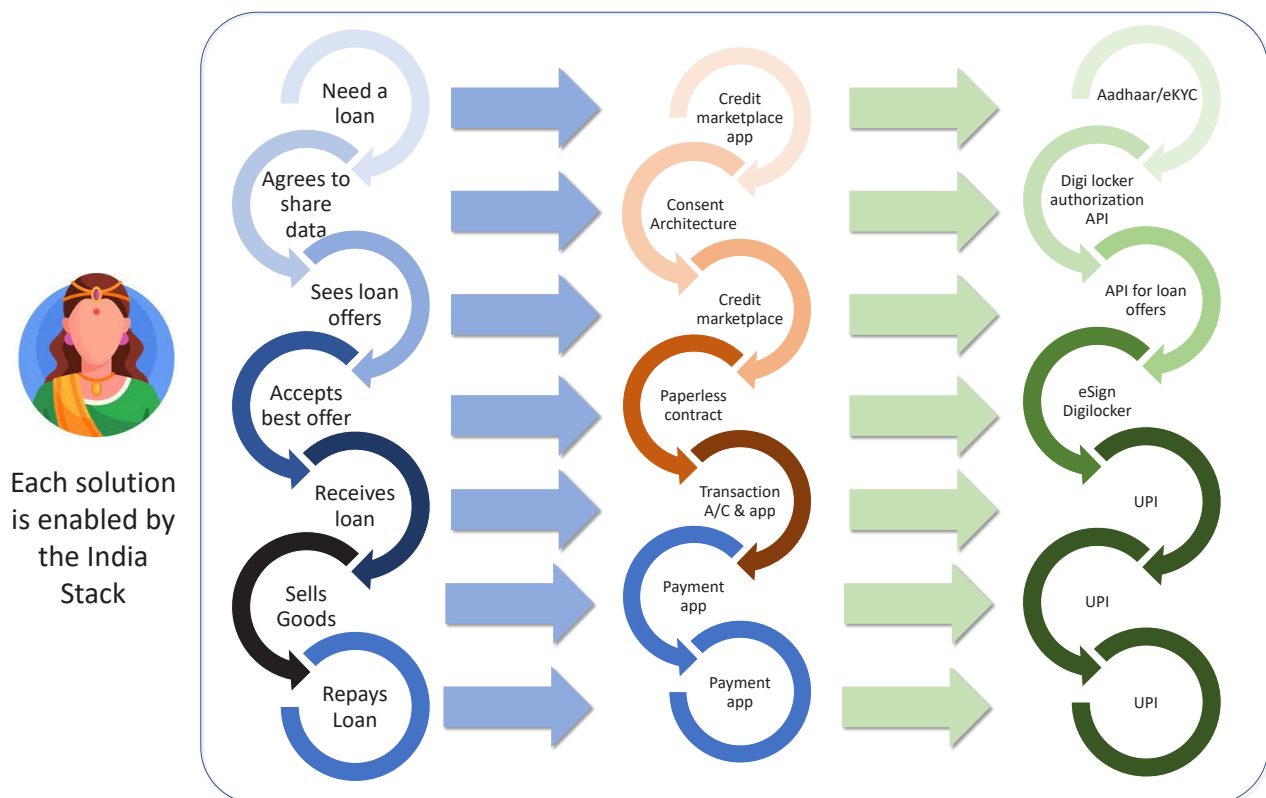 Need a
loan
Credit
marketplace
app
Aadhaar/eKYC
Agrees to
share
data
Consent
Architecture
Digi locker
authorization
API
Sees loan
offers
Credit
marketplace
API for loan
offers
Accepts
best offer
Paperless
contract
eSign
Digilocker
Receives
loan
Transaction
A/C & app
UPI
Sells
Goods
Payment
app
UPI
Repays
Loan
Payment
app
UPI
Each solution
is enabled by
the India
Stack